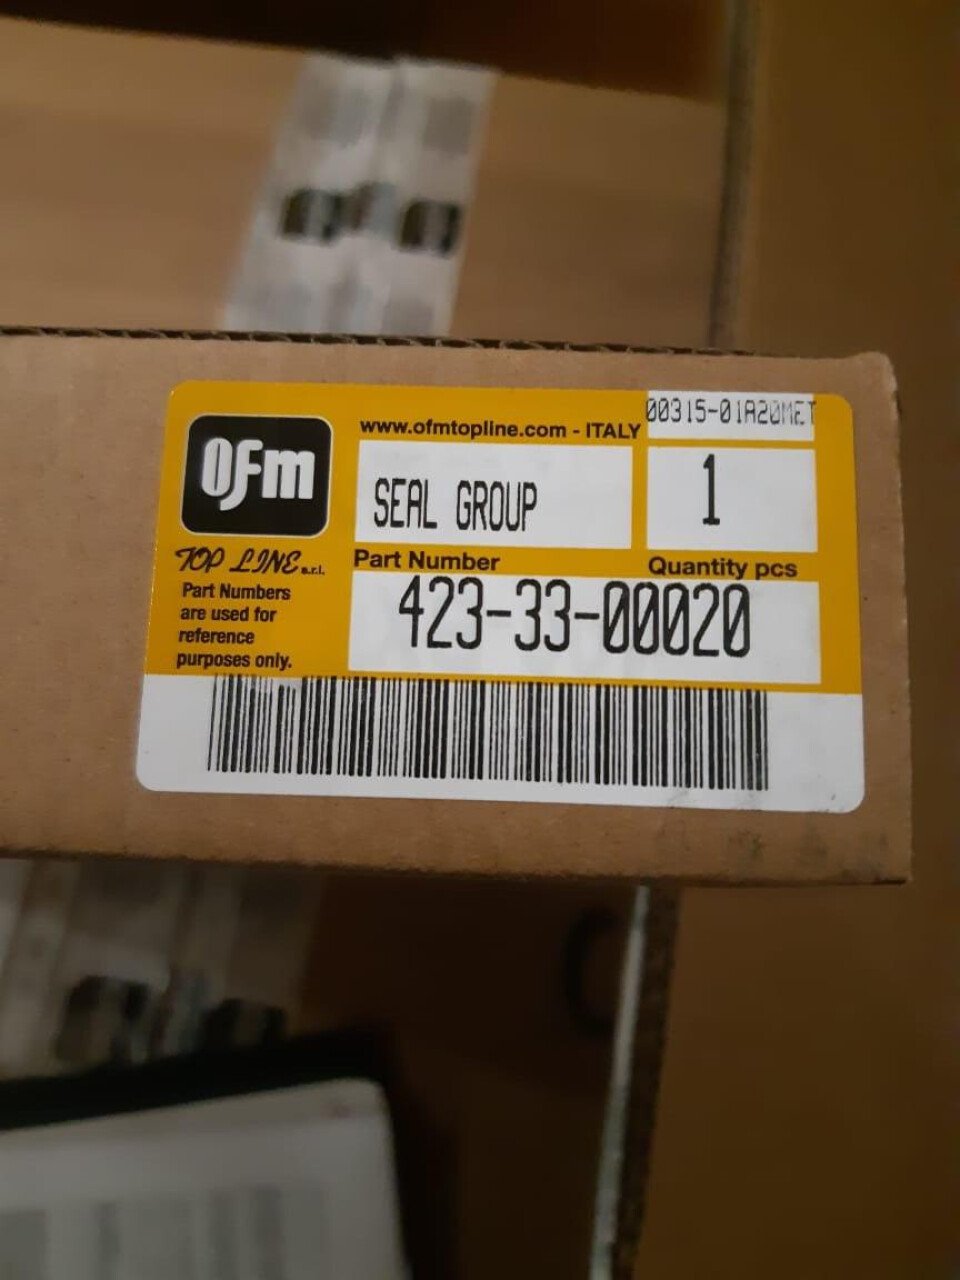 www.ofmtopline.com - ITALY
00315-01A20MET
OFm
SEAL GROUP
1
TOP LINE s.r.l.
Part Number
Quantity pcs
Part Numbers
are used for
reference
purposes only.
423-33-00020